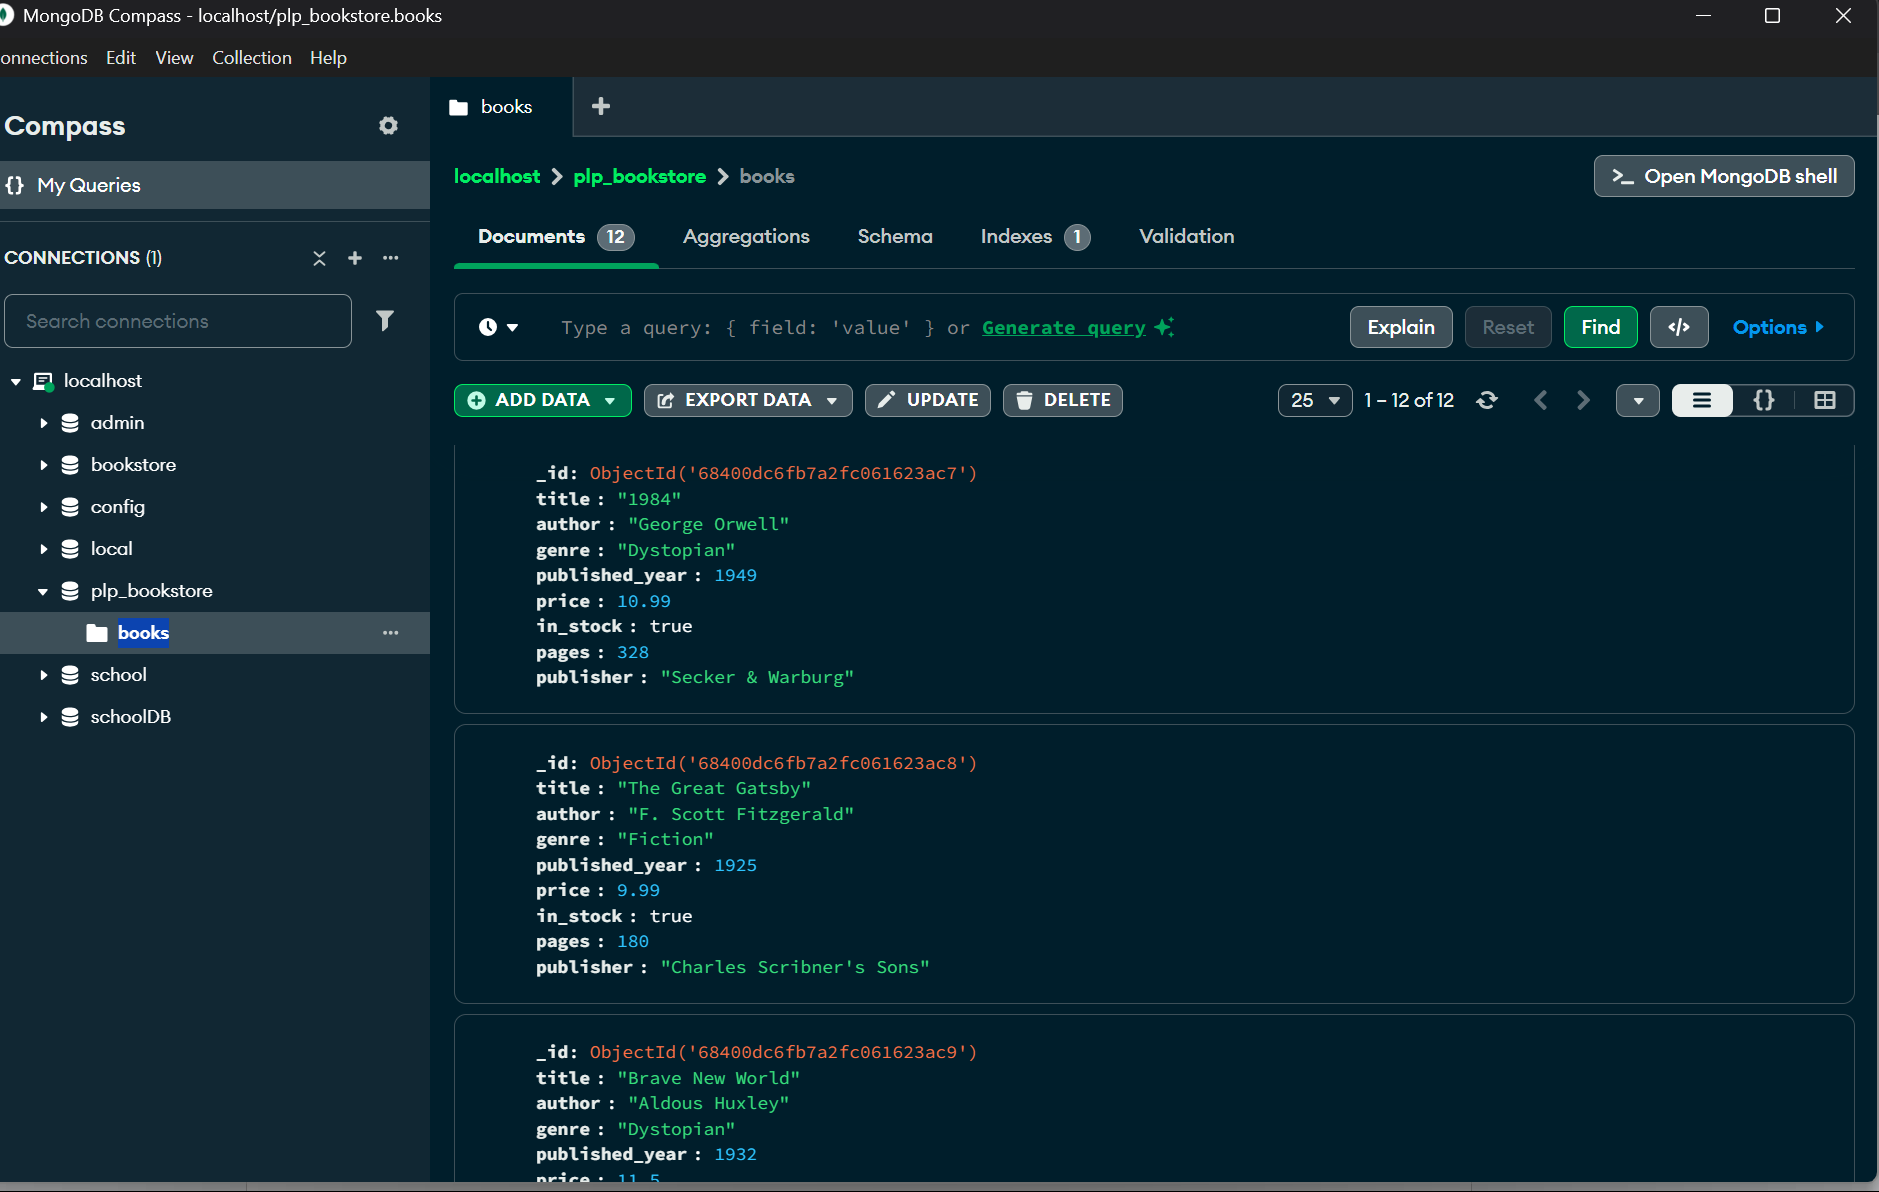 MongoDB Compass - localhost/plp_bookstore.books
onnections Edit View Collection Help
Compass
{} My Queries
CONNECTIONS (1)
Search connections
localhost
admin
bookstore
config
local
plp_bookstore
books
school
schoolDB
books
localhost > plp_bookstore > books
>_ Open MongoDB shell
Documents 12 Aggregations Schema Indexes 1 Validation
Type a query: { field: 'value' } or Generate query
Explain Reset Find </> Options
ADD DATA EXPORT DATA UPDATE DELETE
25 1 – 12 of 12 {}
_id: ObjectId('68400dc6fb7a2fc061623ac7')
title : "1984"
author : "George Orwell"
genre : "Dystopian"
published_year : 1949
price : 10.99
in_stock : true
pages : 328
publisher : "Secker & Warburg"
_id: ObjectId('68400dc6fb7a2fc061623ac8')
title : "The Great Gatsby"
author : "F. Scott Fitzgerald"
genre : "Fiction"
published_year : 1925
price : 9.99
in_stock : true
pages : 180
publisher : "Charles Scribner's Sons"
_id: ObjectId('68400dc6fb7a2fc061623ac9')
title : "Brave New World"
author : "Aldous Huxley"
genre : "Dystopian"
published_year : 1932
price : 11.5